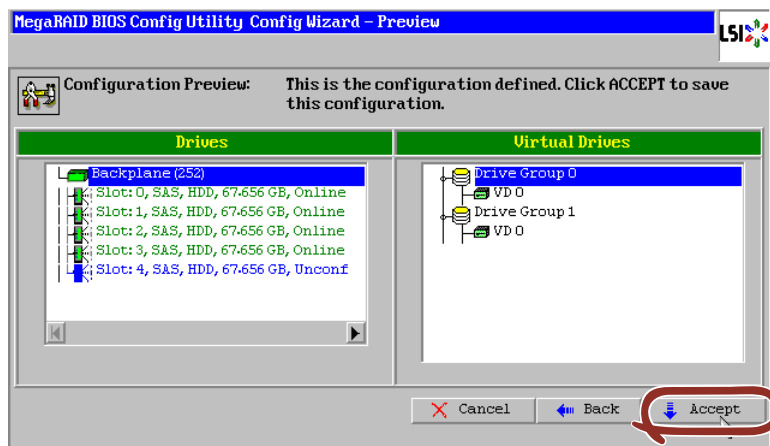 MegaRAID BIOS Config Utility Config Wizard - Preview
LSI
Configuration Preview: This is the configuration defined. Click ACCEPT to save
this configuration.
Drives
Backplane (252)
Slot: 0, SAS, HDD, 67.656 GB, Online
Slot: 1, SAS, HDD, 67.656 GB, Online
Slot: 2, SAS, HDD, 67.656 GB, Online
Slot: 3, SAS, HDD, 67.656 GB, Online
Slot: 4, SAS, HDD, 67.656 GB, Unconf
Virtual Drives
Drive Group 0
VD 0
Drive Group 1
VD 0
Cancel Back Accept